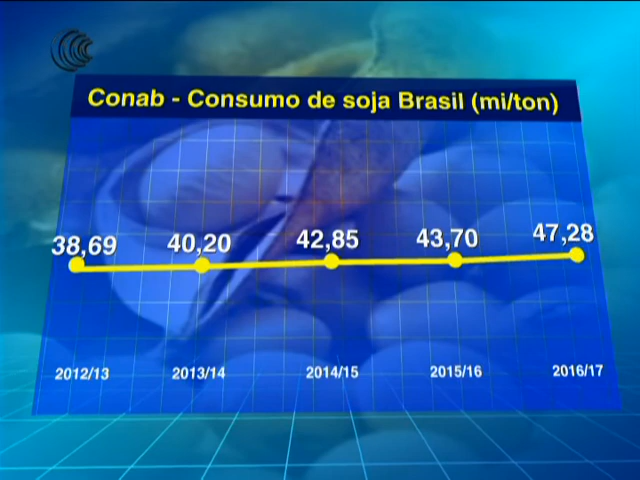 Conab - Consumo de soja Brasil (mi/ton)
38,69 40,20 42,85 43,70 47,28
2012/13 2013/14 2014/15 2015/16 2016/17